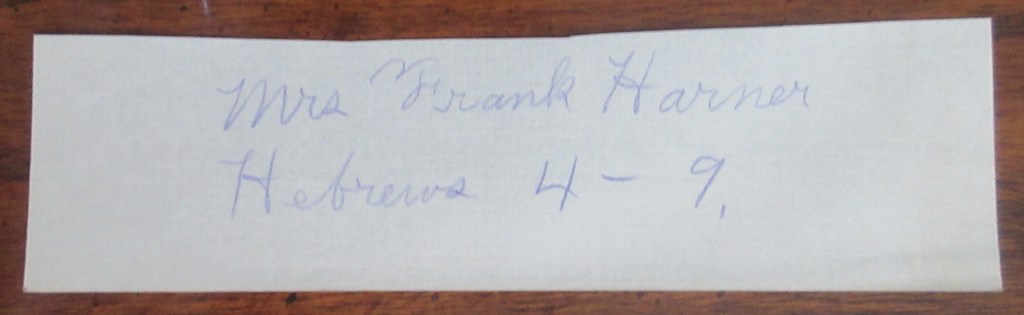 Mrs Frank Harner
Hebrews 4 - 9.